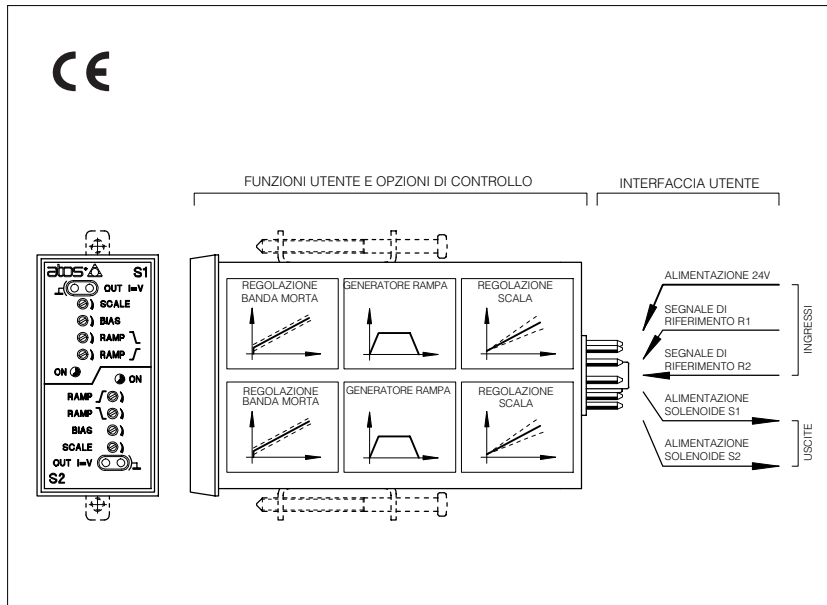 CE
FUNZIONI UTENTE E OPZIONI DI CONTROLLO
INTERFACCIA UTENTE
atos
S1
OUT I=V
SCALE
BIAS
RAMP
RAMP
ON
ON
RAMP
RAMP
BIAS
SCALE
OUT I=V
S2
REGOLAZIONE
BANDA MORTA
GENERATORE RAMPA
REGOLAZIONE
SCALA
REGOLAZIONE
BANDA MORTA
GENERATORE RAMPA
REGOLAZIONE
SCALA
ALIMENTAZIONE 24V
SEGNALE DI
RIFERIMENTO R1
SEGNALE DI
RIFERIMENTO R2
INGRESSI
ALIMENTAZIONE
SOLENOIDE S1
ALIMENTAZIONE
SOLENOIDE S2
USCITE